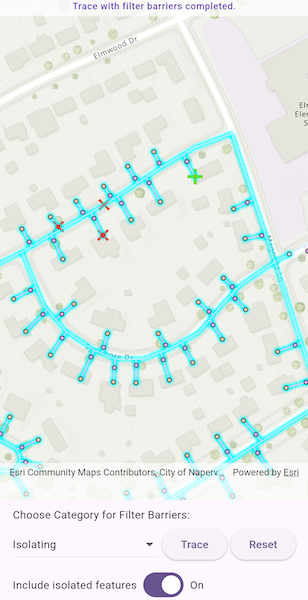 Trace with filter barriers completed.
Elmwood Dr
Esri Community Maps Contributors, City of Naperv... Powered by Esri
Choose Category for Filter Barriers:
Isolating
Trace
Reset
Include isolated features
On